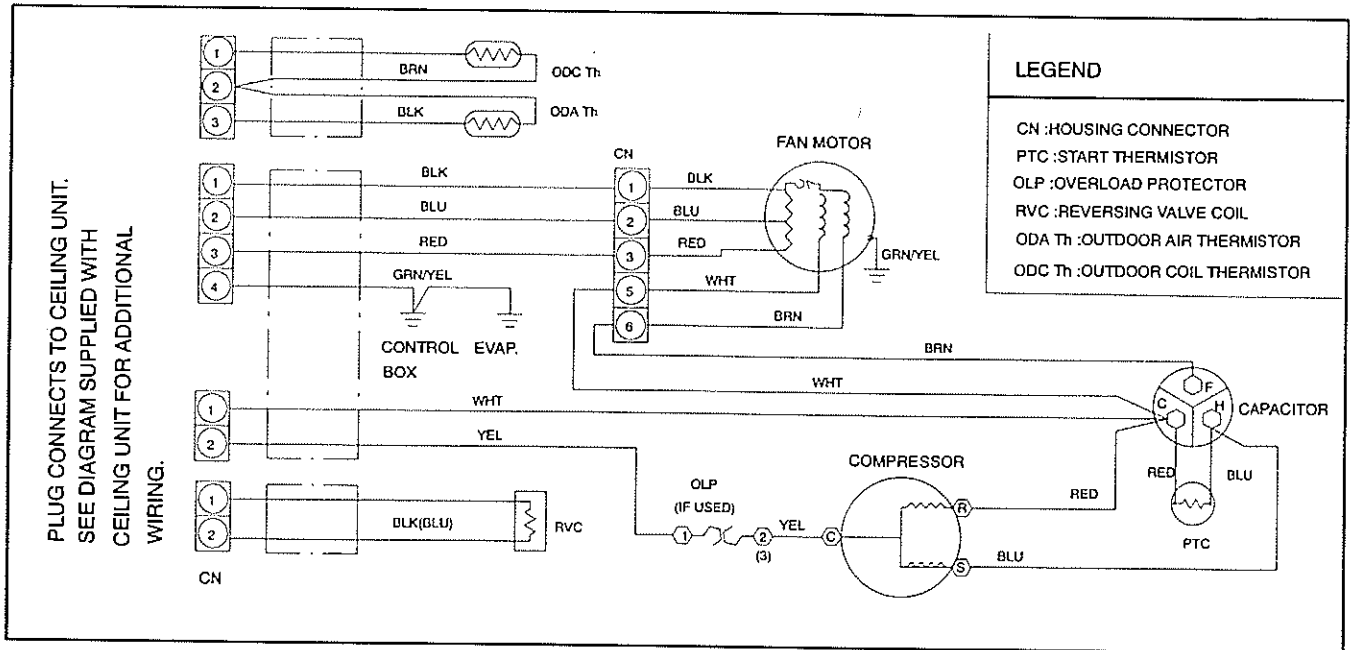 PLUG CONNECTS TO CEILING UNIT.
SEE DIAGRAM SUPPLIED WITH
CEILING UNIT FOR ADDITIONAL
WIRING.
1
2
3
BRN
BLK
ODC Th
ODA Th
1
2
3
4
BLK
BLU
RED
GRN/YEL
CONTROL
BOX
EVAP.
CN
1
2
3
5
6
BLK
BLU
RED
WHT
BRN
FAN MOTOR
GRN/YEL
BRN
WHT
1
2
WHT
YEL
1
2
CN
BLK(BLU)
RVC
OLP
(IF USED)
1
2
(3)
YEL
COMPRESSOR
C
R
S
RED
BLU
F
C
H
CAPACITOR
RED
BLU
PTC
LEGEND
CN :HOUSING CONNECTOR
PTC :START THERMISTOR
OLP :OVERLOAD PROTECTOR
RVC :REVERSING VALVE COIL
ODA Th :OUTDOOR AIR THERMISTOR
ODC Th :OUTDOOR COIL THERMISTOR